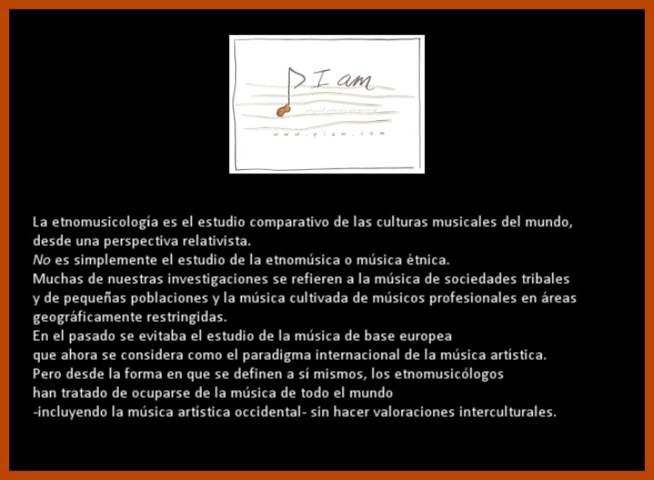 I am
www.piam.com
La etnomusicología es el estudio comparativo de las culturas musicales del mundo,
desde una perspectiva relativista.
No es simplemente el estudio de la etnomúsica o música étnica.
Muchas de nuestras investigaciones se refieren a la música de sociedades tribales
y de pequeñas poblaciones y la música cultivada de músicos profesionales en áreas
geográficamente restringidas.
En el pasado se evitaba el estudio de la música de base europea
que ahora se considera como el paradigma internacional de la música artística.
Pero desde la forma en que se definen a sí mismos, los etnomusicólogos
han tratado de ocuparse de la música de todo el mundo
-incluyendo la música artística occidental- sin hacer valoraciones interculturales.